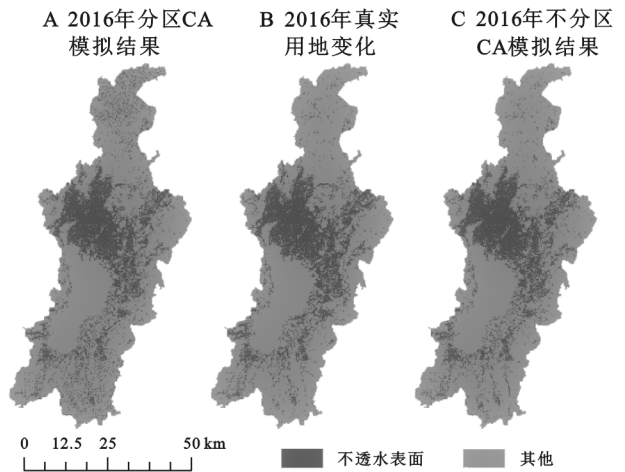 A 2016年分区CA
模拟结果
B 2016年真实
用地变化
C 2016年不分区
CA模拟结果
0 12.5 25 50 km
不透水表面
其他